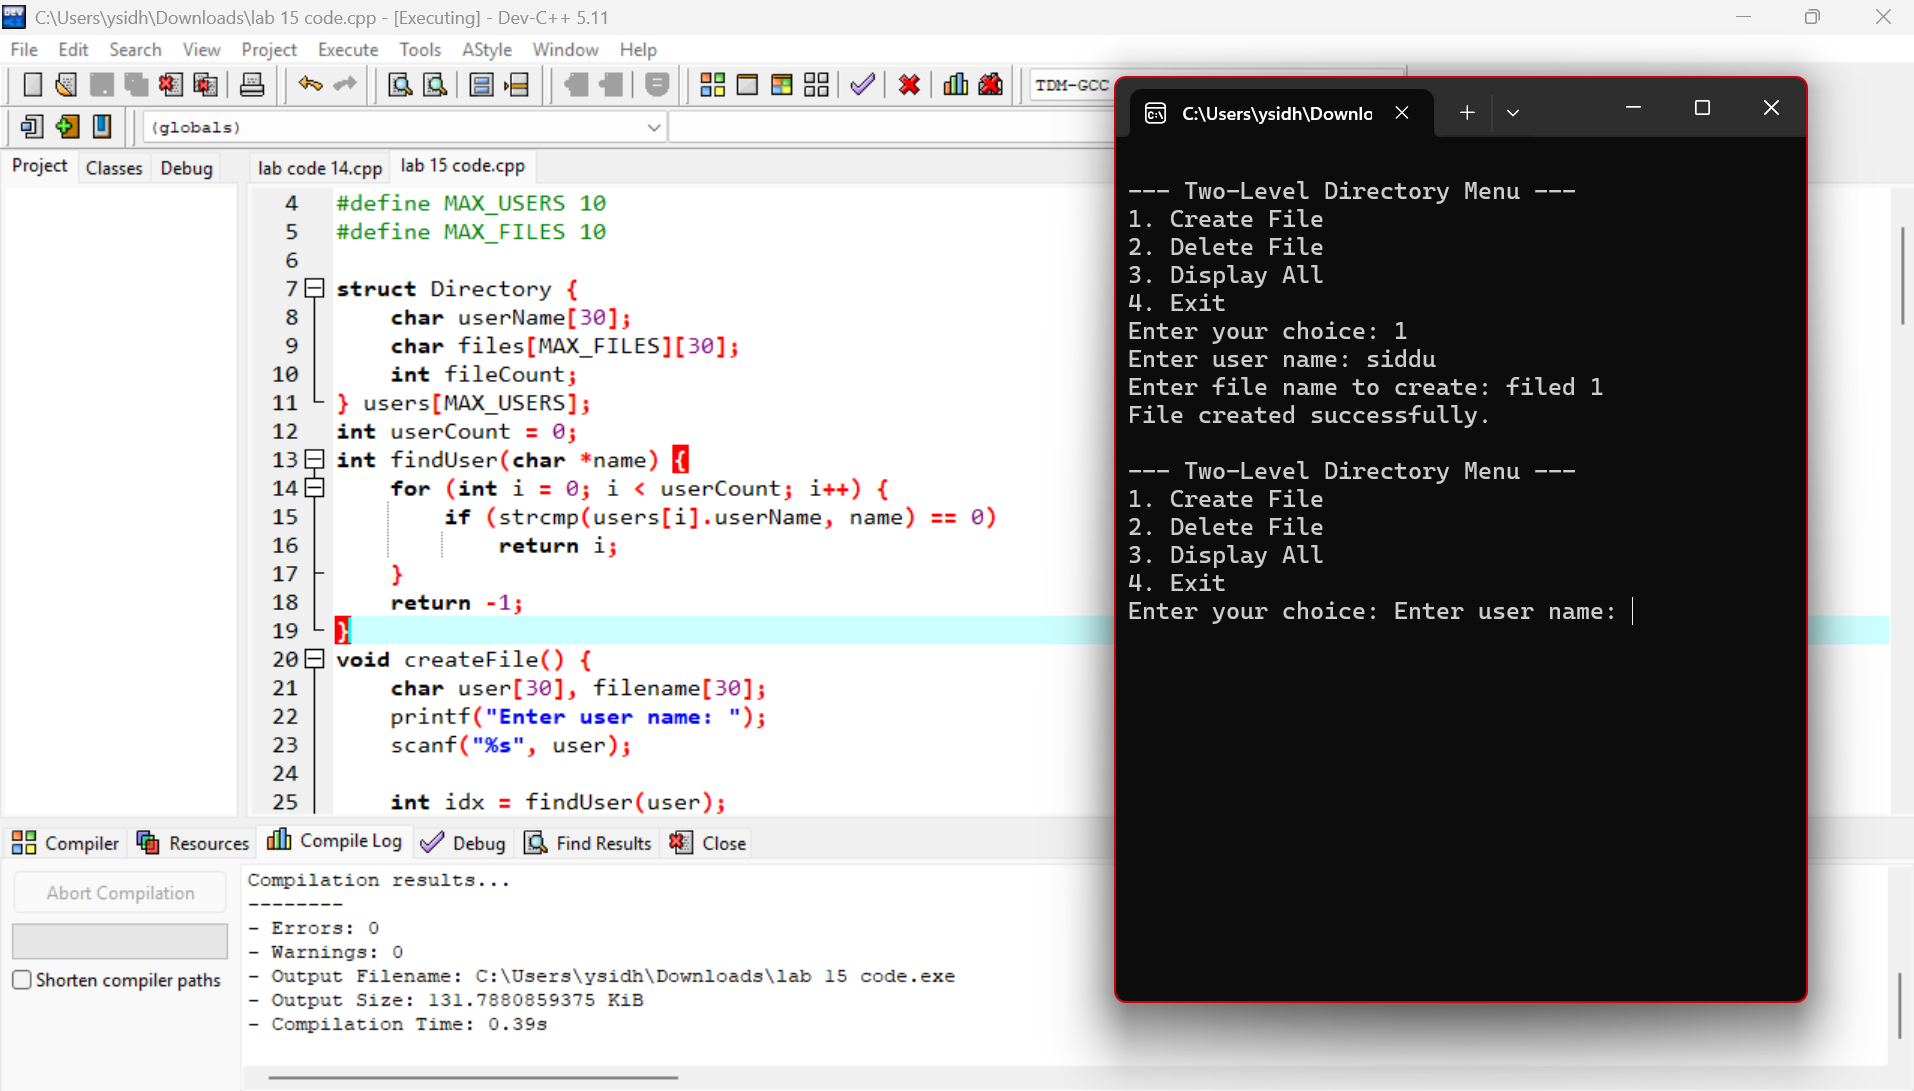 C:\Users\ysidh\Downloads\lab 15 code.cpp - [Executing] - Dev-C++ 5.11
File Edit Search View Project Execute Tools AStyle Window Help
TDM-GCC
(globals)
Project Classes Debug
lab code 14.cpp lab 15 code.cpp
4 #define MAX_USERS 10
5 #define MAX_FILES 10
6
7 struct Directory {
8 char userName[30];
9 char files[MAX_FILES][30];
10 int fileCount;
11 } users[MAX_USERS];
12 int userCount = 0;
13 int findUser(char *name) {
14 for (int i = 0; i < userCount; i++) {
15 if (strcmp(users[i].userName, name) == 0)
16 return i;
17 }
18 return -1;
19 }
20 void createFile() {
21 char user[30], filename[30];
22 printf("Enter user name: ");
23 scanf("%s", user);
24
25 int idx = findUser(user);
C:\Users\ysidh\Downlo
--- Two-Level Directory Menu ---
1. Create File
2. Delete File
3. Display All
4. Exit
Enter your choice: 1
Enter user name: siddu
Enter file name to create: filed 1
File created successfully.
--- Two-Level Directory Menu ---
1. Create File
2. Delete File
3. Display All
4. Exit
Enter your choice: Enter user name:
Compiler Resources Compile Log Debug Find Results Close
Abort Compilation
Shorten compiler paths
Compilation results...
--------
- Errors: 0
- Warnings: 0
- Output Filename: C:\Users\ysidh\Downloads\lab 15 code.exe
- Output Size: 131.7880859375 KiB
- Compilation Time: 0.39s